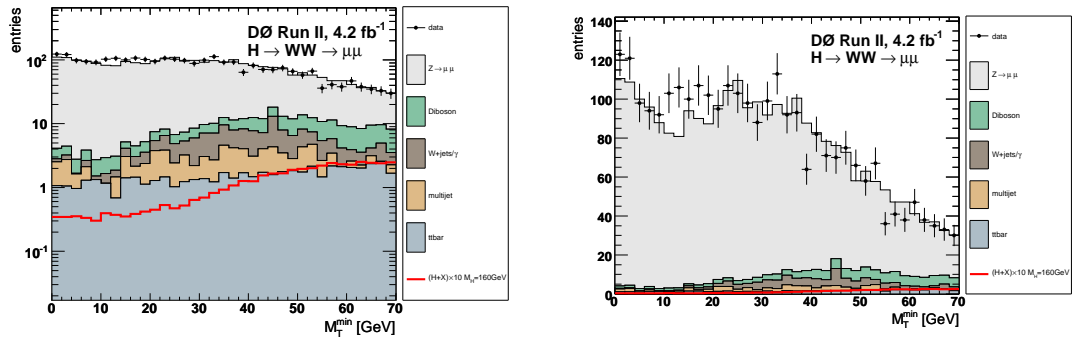 entries
DØ Run II, 4.2 fb⁻¹
H → WW → μμ
10²
10
1
10⁻¹
0 10 20 30 40 50 60 70
M_T^min [GeV]
data
Z→μμ
Diboson
W+jets/γ
multijet
ttbar
(H+X)×10 M_H=160GeV
entries
DØ Run II, 4.2 fb⁻¹
H → WW → μμ
140
120
100
80
60
40
20
0
0 10 20 30 40 50 60 70
M_T^min [GeV]
data
Z→μμ
Diboson
W+jets/γ
multijet
ttbar
(H+X)×10 M_H=160GeV